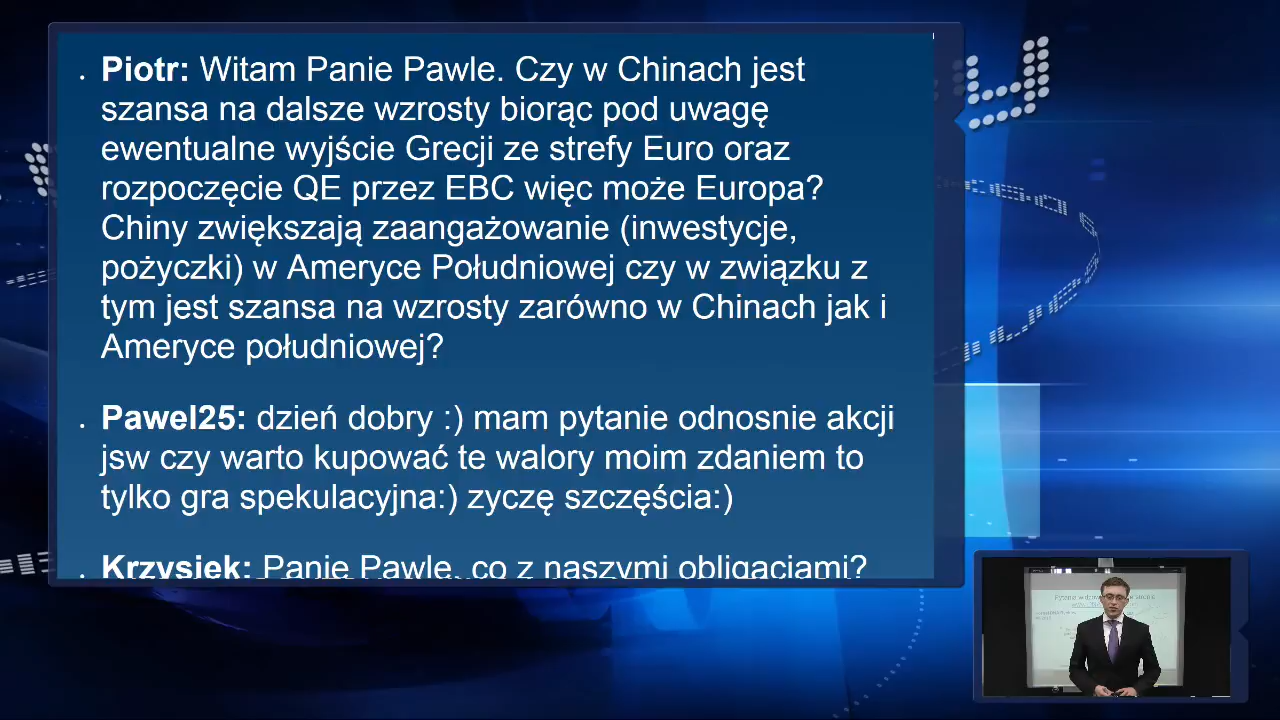 Piotr: Witam Panie Pawle. Czy w Chinach jest
szansa na dalsze wzrosty biorąc pod uwagę
ewentualne wyjście Grecji ze strefy Euro oraz
rozpoczęcie QE przez EBC więc może Europa?
Chiny zwiększają zaangażowanie (inwestycje,
pożyczki) w Ameryce Południowej czy w związku z
tym jest szansa na wzrosty zarówno w Chinach jak i
Ameryce południowej?
Pawel25: dzień dobry :) mam pytanie odnosnie akcji
jsw czy warto kupować te walory moim zdaniem to
tylko gra spekulacyjna:) zyczę szczęścia:)
Krzysiek: Panie Pawle, co z naszymi obligacjami?